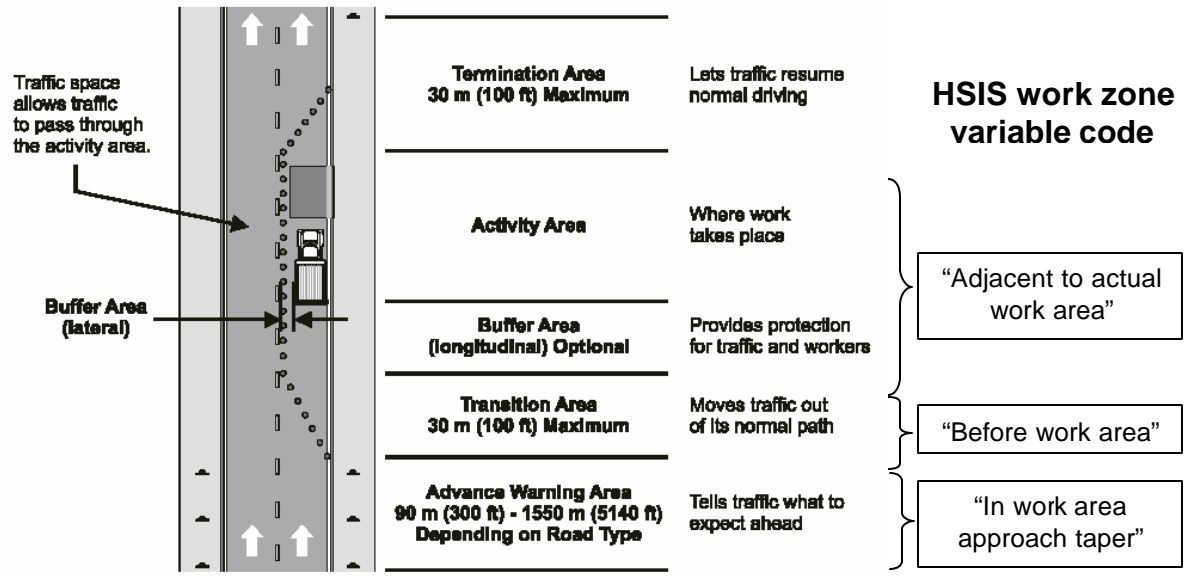 Traffic space
allows traffic
to pass through
the activity area.
Buffer Area
(lateral)
Termination Area
30 m (100 ft) Maximum
Lets traffic resume
normal driving
Activity Area
Where work
takes place
Buffer Area
(longitudinal) Optional
Provides protection
for traffic and workers
Transition Area
30 m (100 ft) Maximum
Moves traffic out
of its normal path
Advance Warning Area
90 m (300 ft) - 1550 m (5140 ft)
Depending on Road Type
Tells traffic what to
expect ahead
HSIS work zone
variable code
“Adjacent to actual
work area”
“Before work area”
“In work area
approach taper”